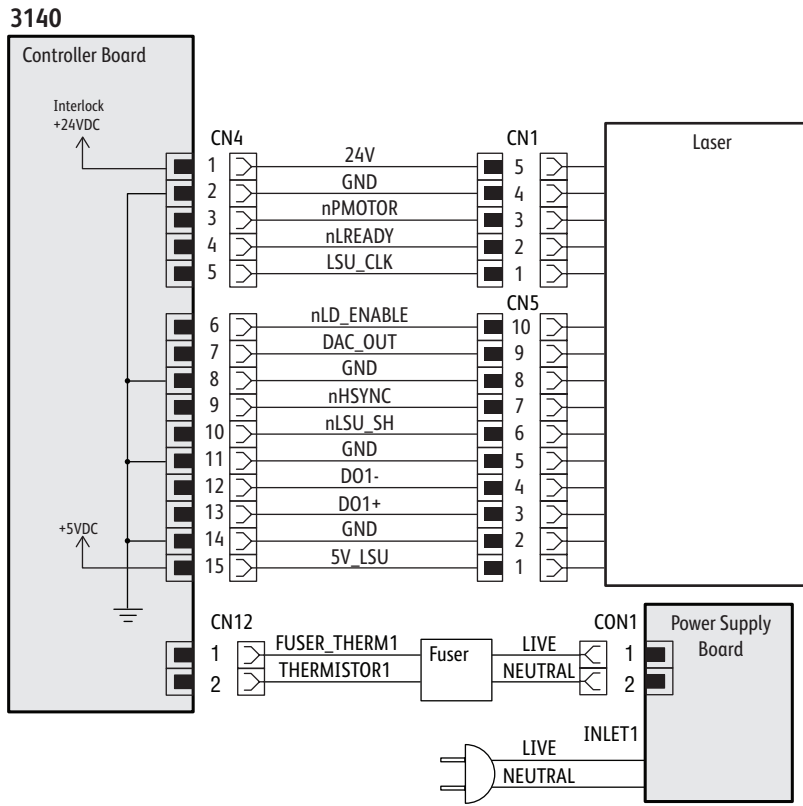 3140
Controller Board
Interlock
+24VDC
CN4
CN1
Laser
1 24V 5
2 GND 4
3 nPMOTOR 3
4 nLREADY 2
5 LSU_CLK 1
CN5
6 nLD_ENABLE 10
7 DAC_OUT 9
8 GND 8
9 nHSYNC 7
10 nLSU_SH 6
11 GND 5
12 DO1- 4
13 DO1+ 3
+5VDC
14 GND 2
15 5V_LSU 1
CN12
CON1
Power Supply
Board
1 FUSER_THERM1 Fuser LIVE 1
2 THERMISTOR1 NEUTRAL 2
INLET1
LIVE
NEUTRAL